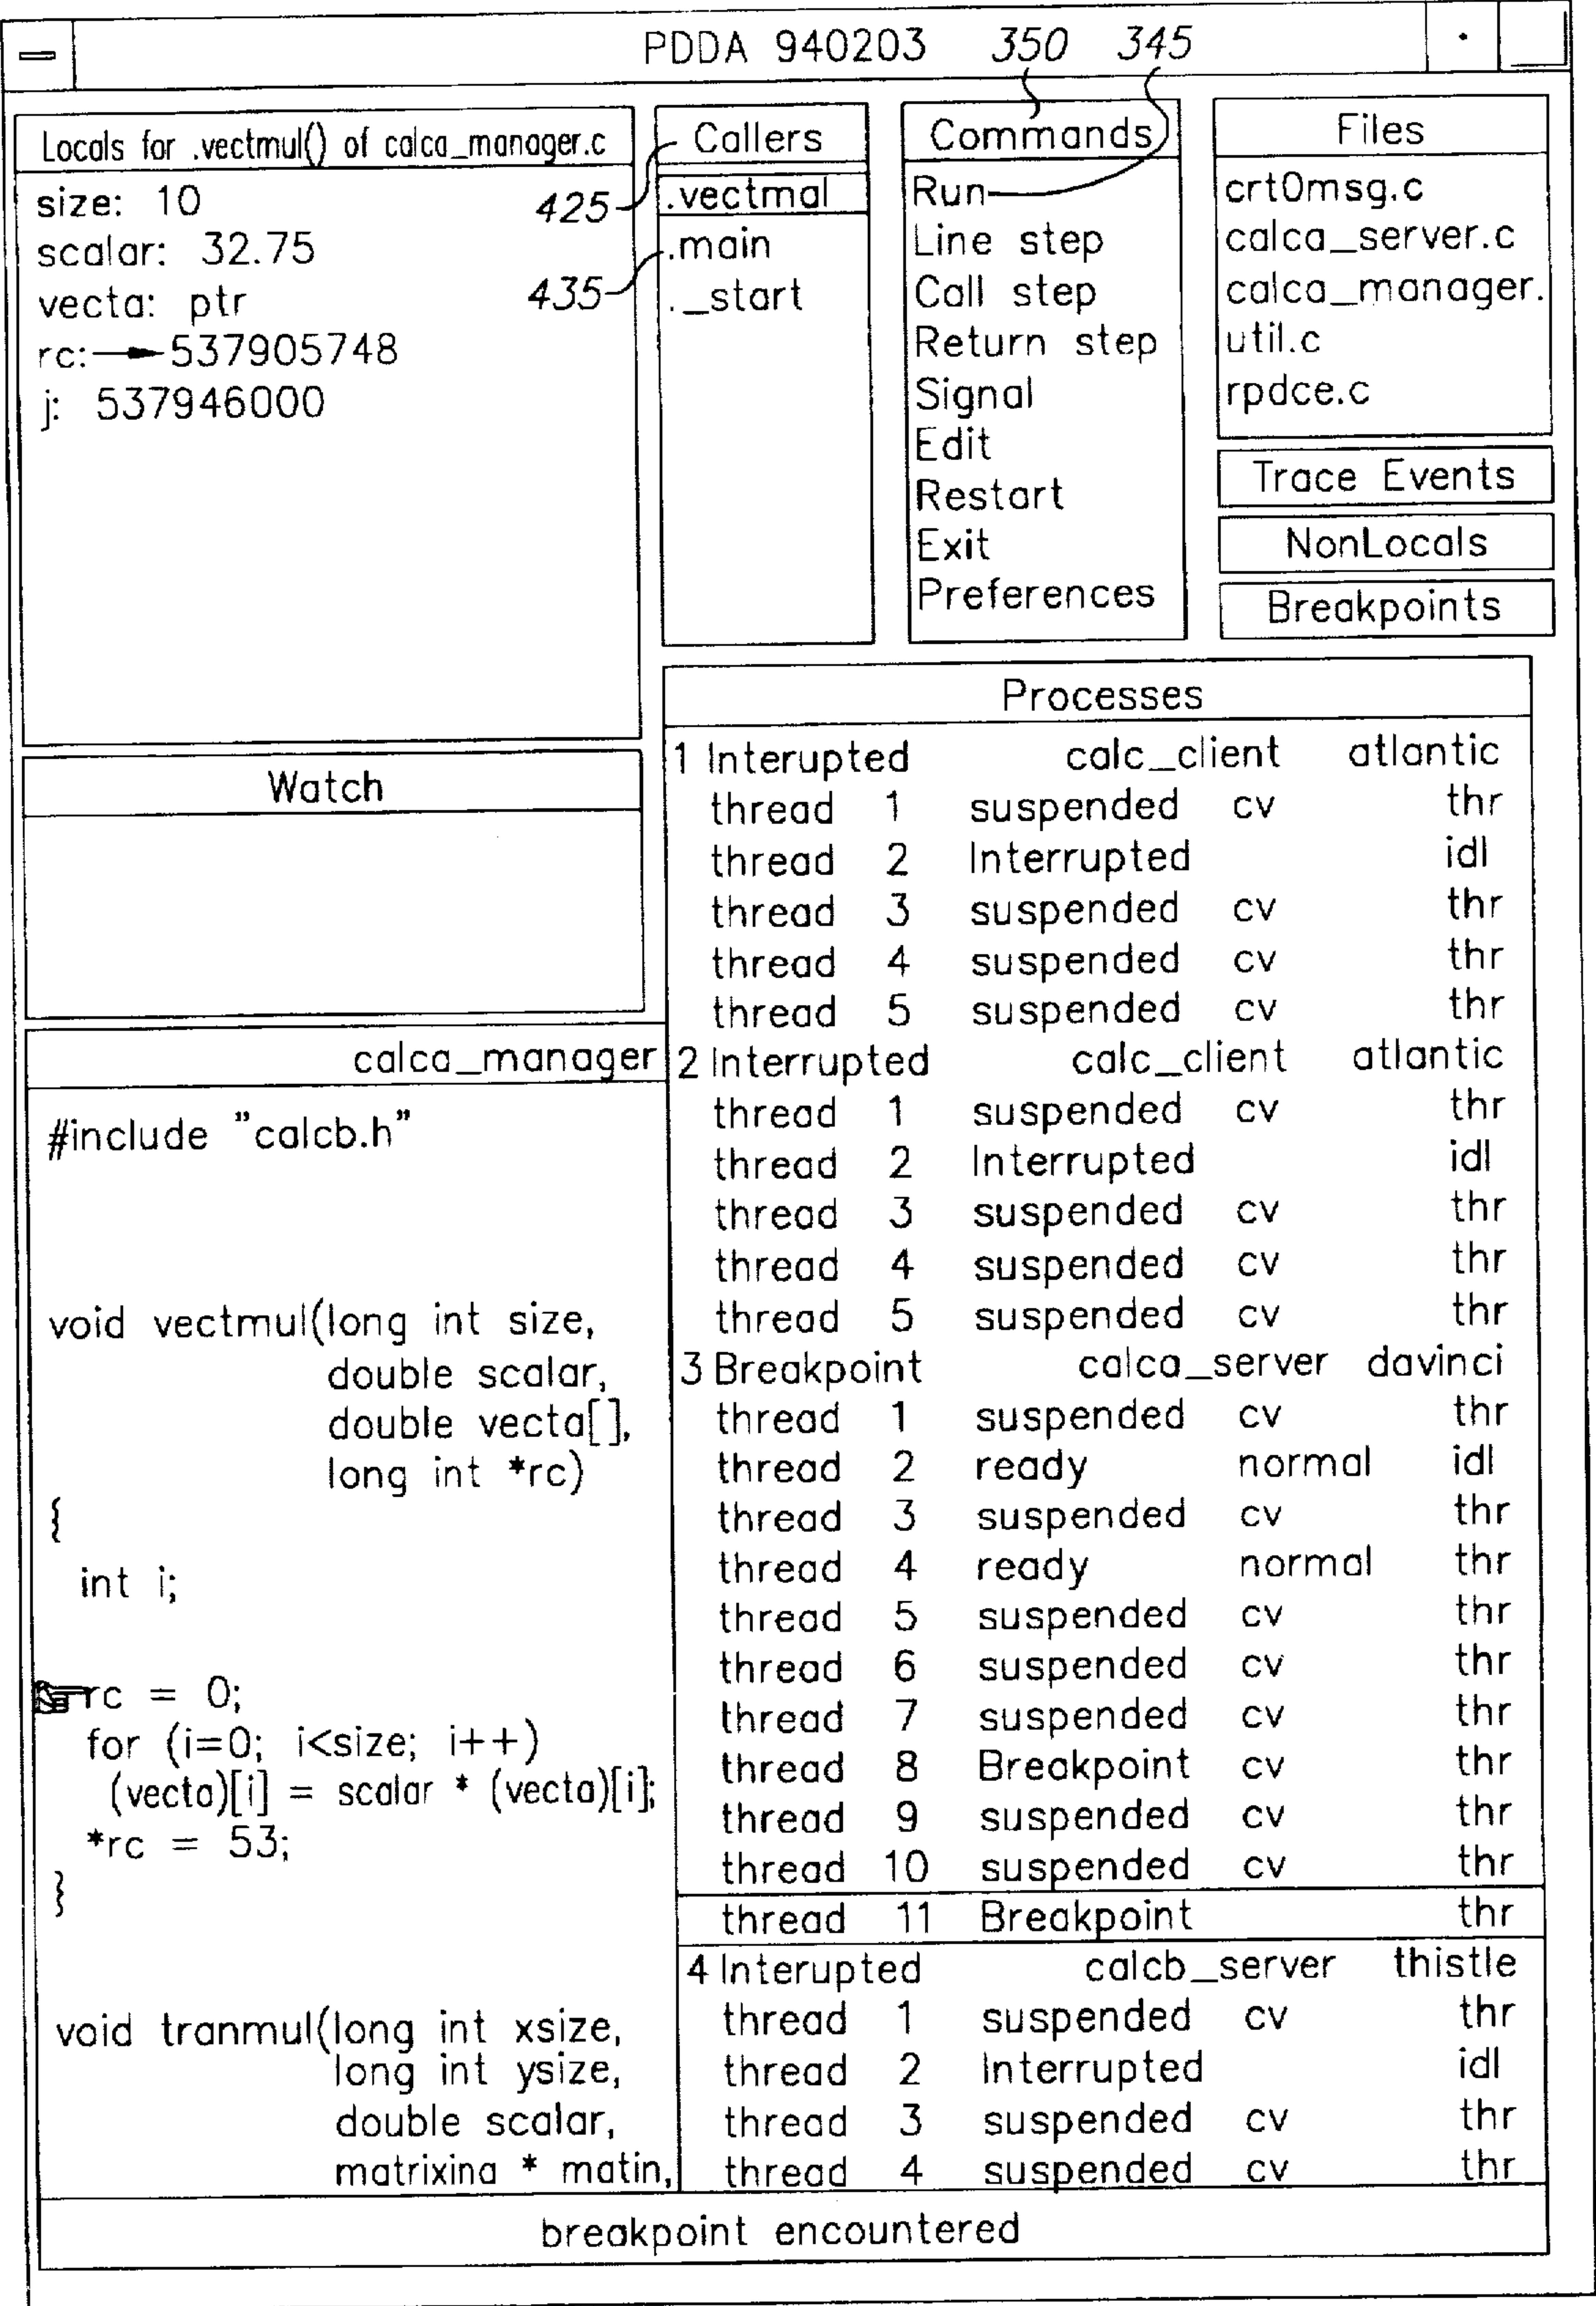 PDDA 940203 350 345
Locals for .vectmul() of calca_manager.c
size: 10
scalar: 32.75
vecta: ptr
rc: 537905748
j: 537946000
Callers
425
.vectmal
.main
435
._start
Commands
Run
Line step
Call step
Return step
Signal
Edit
Restart
Exit
Preferences
Files
crt0msg.c
calca_server.c
calca_manager.
util.c
rpdce.c
Trace Events
NonLocals
Breakpoints
Watch
calca_manager
#include "calcb.h"
void vectmul(long int size,
double scalar,
double vecta[],
long int *rc)
{
int i;
rc = 0;
for (i=0; i<size; i++)
(vecta)[i] = scalar * (vecta)[i];
*rc = 53;
}
void tranmul(long int xsize,
long int ysize,
double scalar,
matrixina * matin,
Processes
1 Interupted calc_client atlantic
thread 1 suspended cv thr
thread 2 Interrupted idl
thread 3 suspended cv thr
thread 4 suspended cv thr
thread 5 suspended cv thr
2 Interrupted calc_client atlantic
thread 1 suspended cv thr
thread 2 Interrupted idl
thread 3 suspended cv thr
thread 4 suspended cv thr
thread 5 suspended cv thr
3 Breakpoint calca_server davinci
thread 1 suspended cv thr
thread 2 ready normal idl
thread 3 suspended cv thr
thread 4 ready normal thr
thread 5 suspended cv thr
thread 6 suspended cv thr
thread 7 suspended cv thr
thread 8 Breakpoint cv thr
thread 9 suspended cv thr
thread 10 suspended cv thr
thread 11 Breakpoint thr
4 Interupted calcb_server thistle
thread 1 suspended cv thr
thread 2 Interrupted idl
thread 3 suspended cv thr
thread 4 suspended cv thr
breakpoint encountered